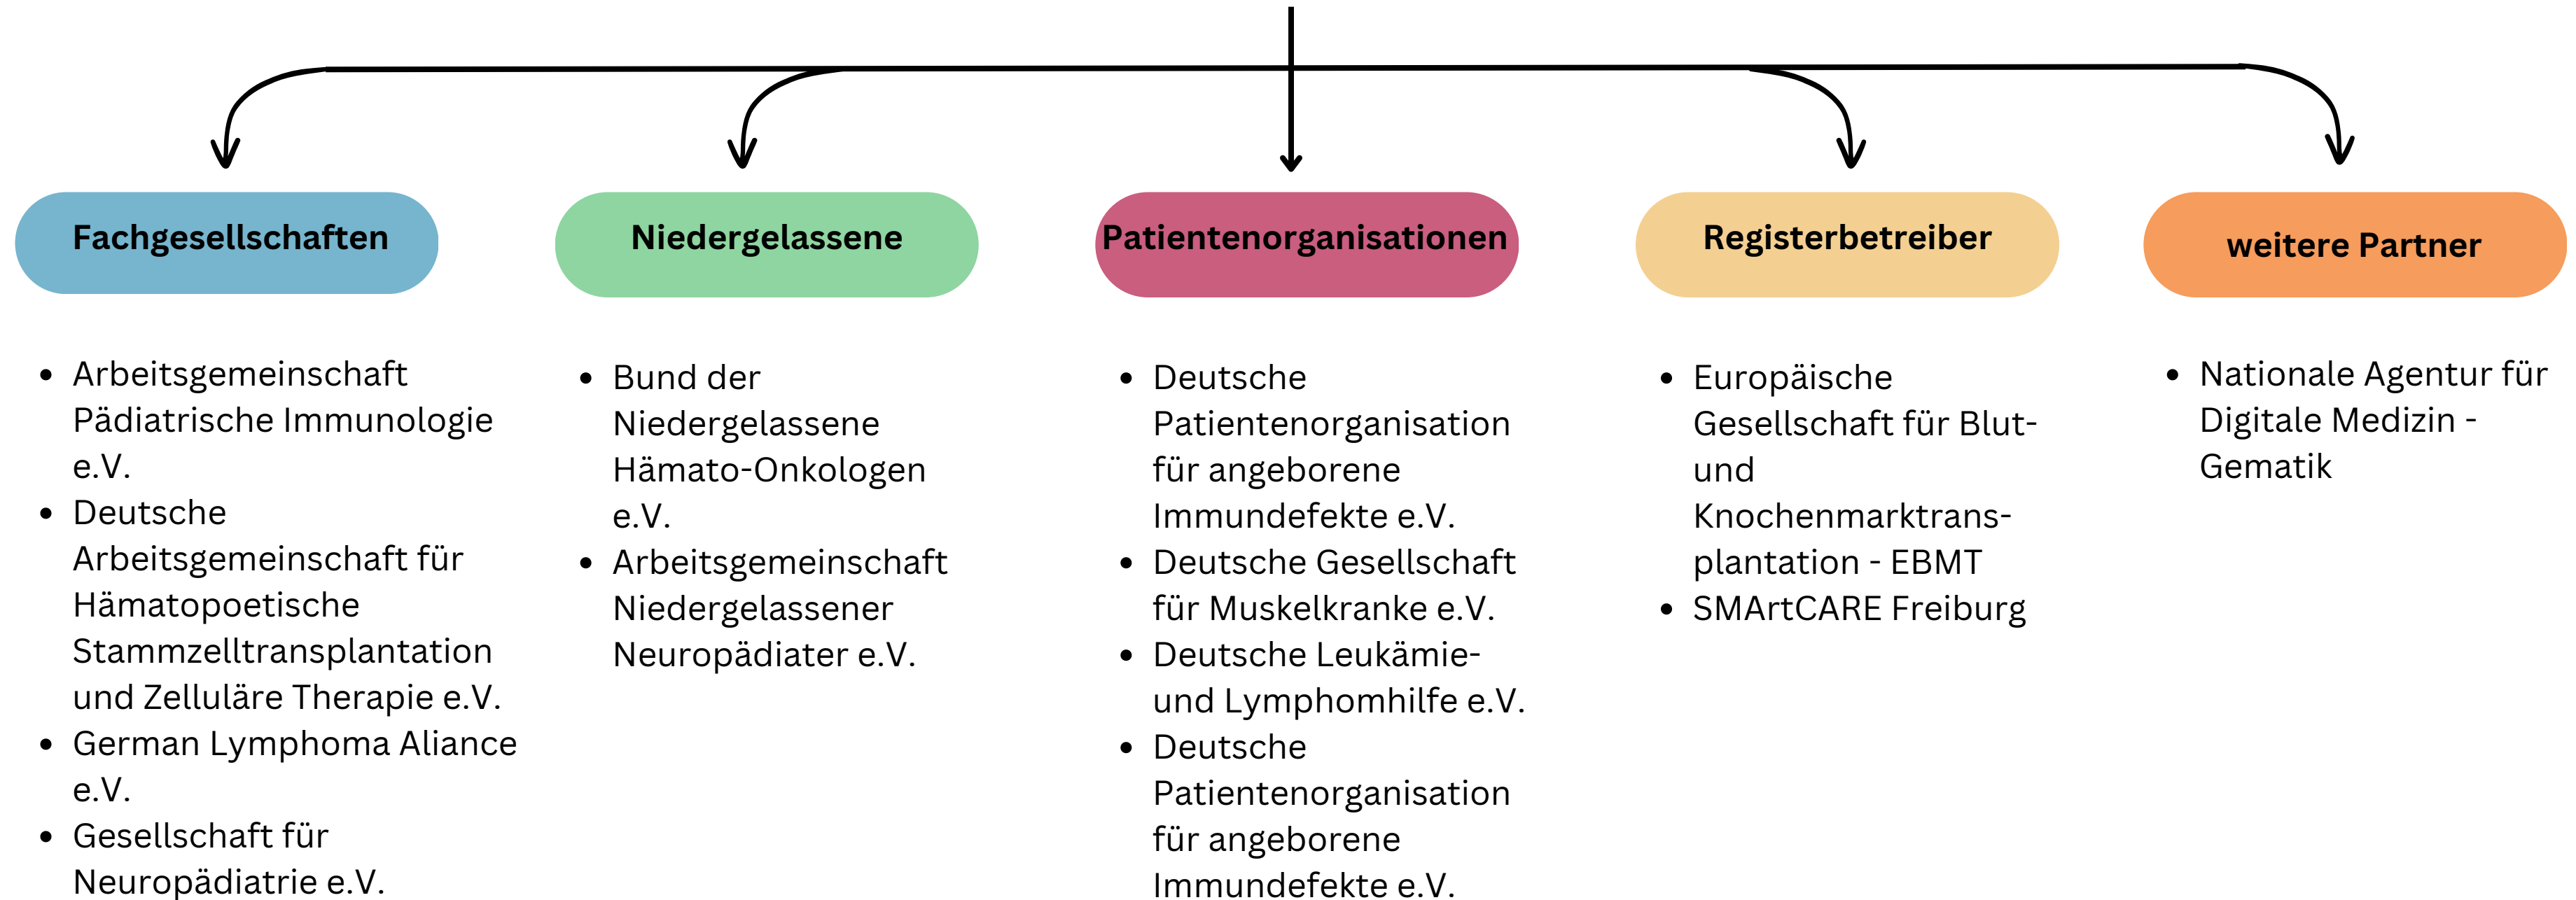 Fachgesellschaften
Arbeitsgemeinschaft
Pädiatrische Immunologie
e.V.
Deutsche
Arbeitsgemeinschaft für
Hämatopoetische
Stammzelltransplantation
und Zelluläre Therapie e.V.
German Lymphoma Aliance
e.V.
Gesellschaft für
Neuropädiatrie e.V.
Niedergelassene
Bund der
Niedergelassene
Hämato-Onkologen
e.V.
Arbeitsgemeinschaft
Niedergelassener
Neuropädiater e.V.
Patientenorganisationen
Deutsche
Patientenorganisation
für angeborene
Immundefekte e.V.
Deutsche Gesellschaft
für Muskelkranke e.V.
Deutsche Leukämie-
und Lymphomhilfe e.V.
Deutsche
Patientenorganisation
für angeborene
Immundefekte e.V.
Registerbetreiber
Europäische
Gesellschaft für Blut-
und
Knochenmarktrans-
plantation - EBMT
SMArtCARE Freiburg
weitere Partner
Nationale Agentur für
Digitale Medizin -
Gematik